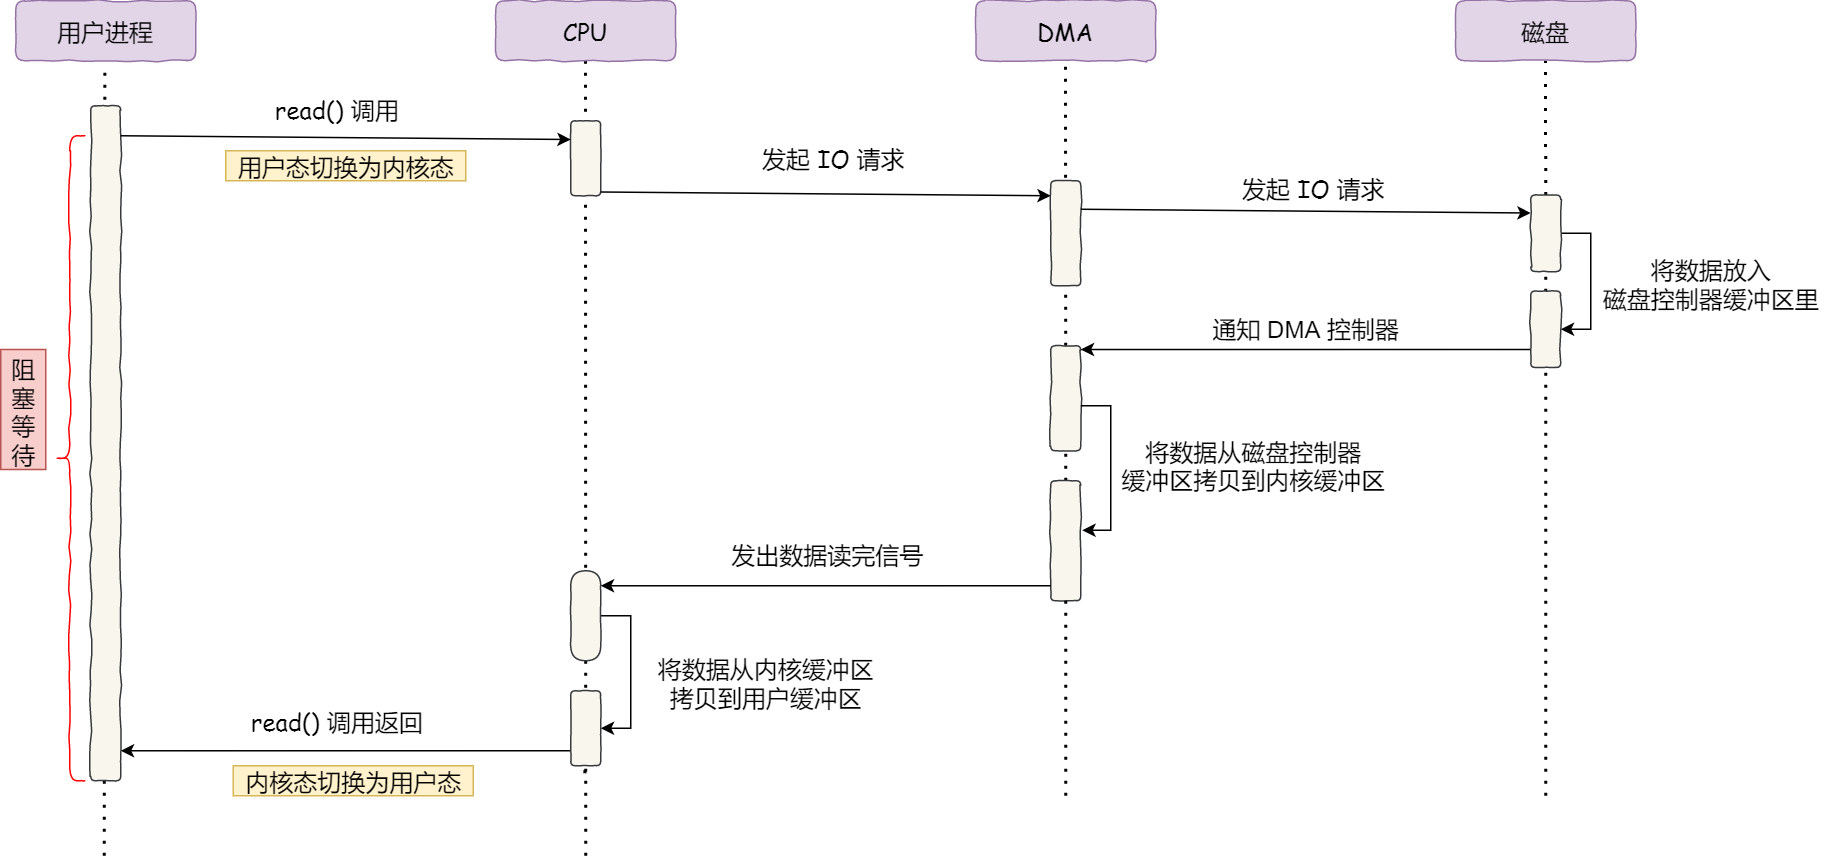 用户进程
CPU
DMA
磁盘
read() 调用
用户态切换为内核态
发起 IO 请求
发起 IO 请求
将数据放入
磁盘控制器缓冲区里
通知 DMA 控制器
阻
塞
等
待
将数据从磁盘控制器
缓冲区拷贝到内核缓冲区
发出数据读完信号
将数据从内核缓冲区
拷贝到用户缓冲区
read() 调用返回
内核态切换为用户态